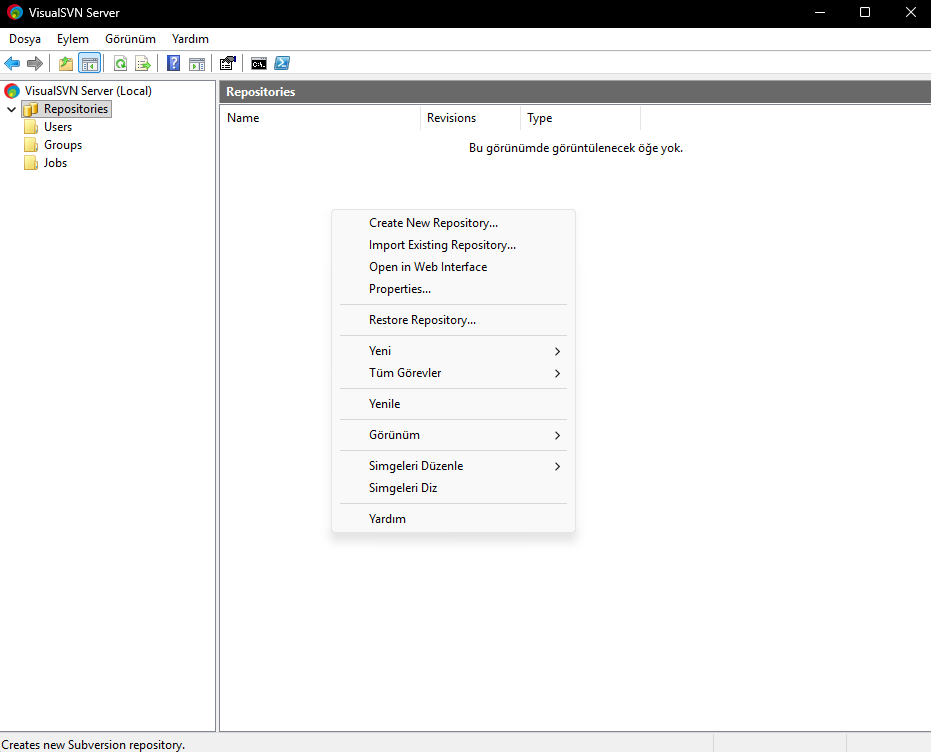 VisualSVN Server
Dosya Eylem Görünüm Yardım
C:\
VisualSVN Server (Local)
Repositories
Users
Groups
Jobs
Repositories
Name Revisions Type
Bu görünümde görüntülenecek öğe yok.
Create New Repository...
Import Existing Repository...
Open in Web Interface
Properties...
Restore Repository...
Yeni
Tüm Görevler
Yenile
Görünüm
Simgeleri Düzenle
Simgeleri Diz
Yardım
Creates new Subversion repository.